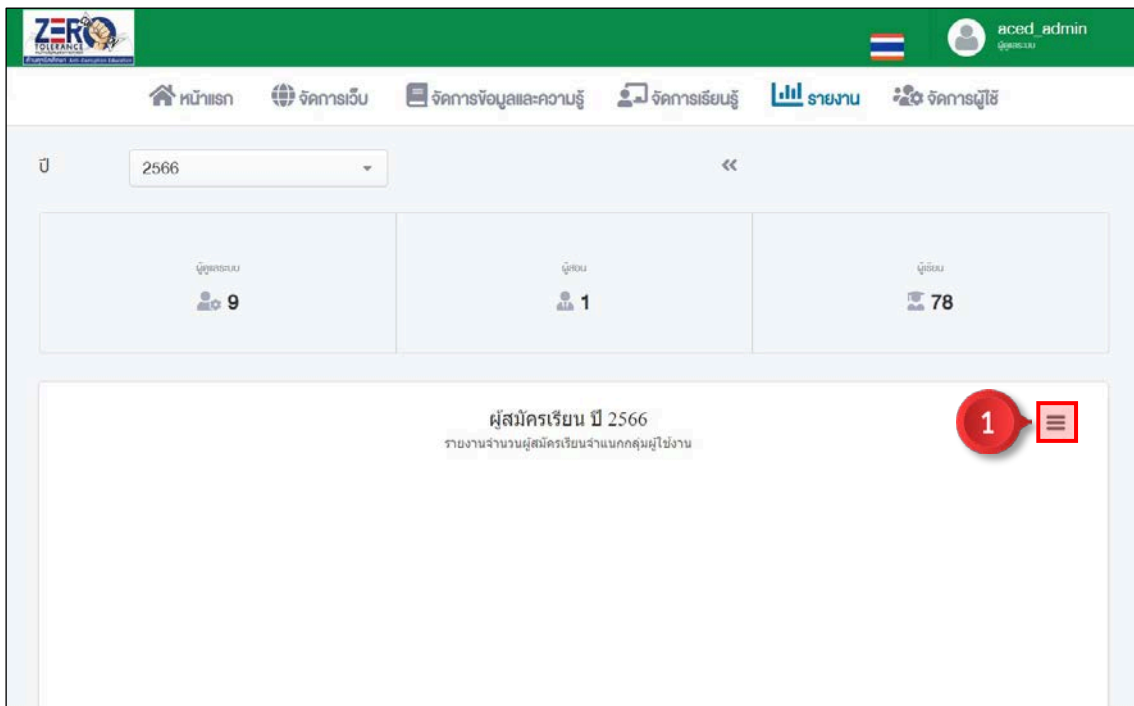 ZERO
TOLERANCE
aced_admin
ผู้ดูแลระบบ
หน้าแรก จัดการเว็บ จัดการข้อมูลและความรู้ จัดการเรียนรู้ รายงาน จัดการผู้ใช้
ปี 2566
ผู้ดูแลระบบ ผู้สอน ผู้เรียน
9 1 78
ผู้สมัครเรียน ปี 2566
รายงานจำนวนผู้สมัครเรียนจำแนกกลุ่มผู้ใช้งาน
1